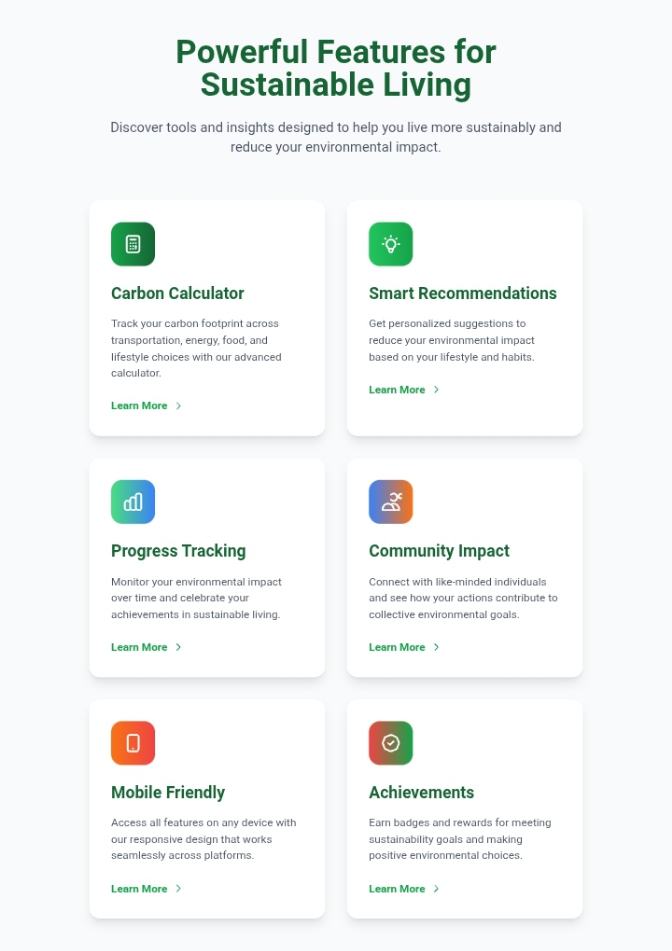 Powerful Features for
Sustainable Living
Discover tools and insights designed to help you live more sustainably and
reduce your environmental impact.
Carbon Calculator
Track your carbon footprint across
transportation, energy, food, and
lifestyle choices with our advanced
calculator.
Learn More
Smart Recommendations
Get personalized suggestions to
reduce your environmental impact
based on your lifestyle and habits.
Learn More
Progress Tracking
Monitor your environmental impact
over time and celebrate your
achievements in sustainable living.
Learn More
Community Impact
Connect with like-minded individuals
and see how your actions contribute to
collective environmental goals.
Learn More
Mobile Friendly
Access all features on any device with
our responsive design that works
seamlessly across platforms.
Learn More
Achievements
Earn badges and rewards for meeting
sustainability goals and making
positive environmental choices.
Learn More